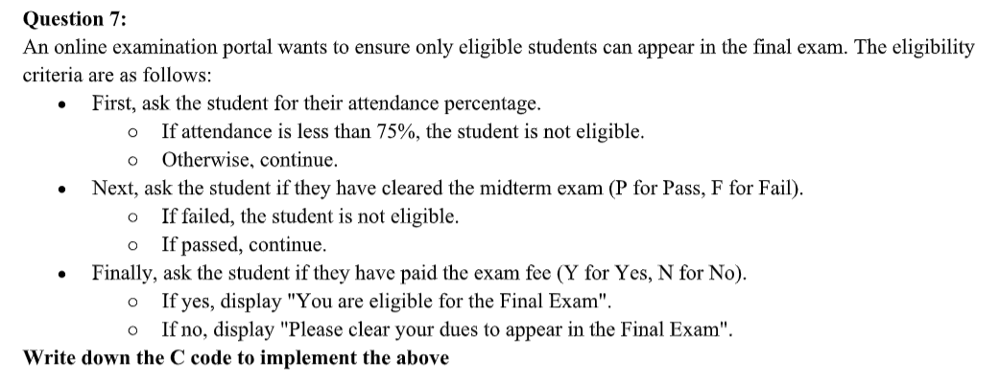 Question 7:
An online examination portal wants to ensure only eligible students can appear in the final exam. The eligibility
criteria are as follows:
• First, ask the student for their attendance percentage.
o If attendance is less than 75%, the student is not eligible.
o Otherwise, continue.
• Next, ask the student if they have cleared the midterm exam (P for Pass, F for Fail).
o If failed, the student is not eligible.
o If passed, continue.
• Finally, ask the student if they have paid the exam fee (Y for Yes, N for No).
o If yes, display "You are eligible for the Final Exam".
o If no, display "Please clear your dues to appear in the Final Exam".
Write down the C code to implement the above